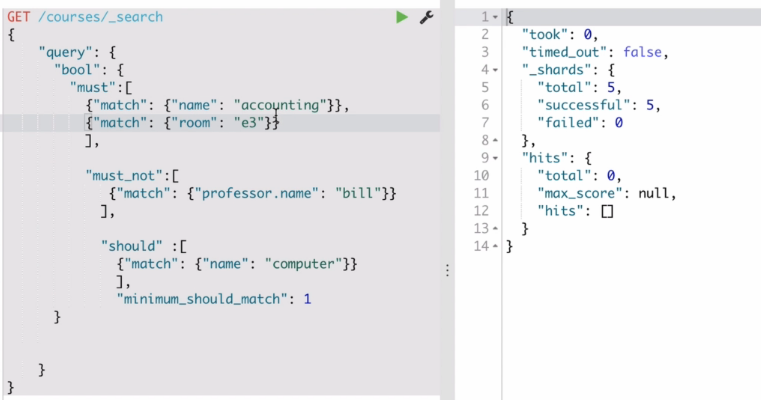 GET /courses/_search
{
"query": {
"bool": {
"must":[
{"match": {"name": "accounting"}},
{"match": {"room": "e3"}}
],
"must_not":[
{"match": {"professor.name": "bill"}}
],
"should" :[
{"match": {"name": "computer"}}
],
"minimum_should_match": 1
}
}
}
1 {
2 "took": 0,
3 "timed_out": false,
4 "_shards": {
5 "total": 5,
6 "successful": 5,
7 "failed": 0
8 },
9 "hits": {
10 "total": 0,
11 "max_score": null,
12 "hits": []
13 }
14 }